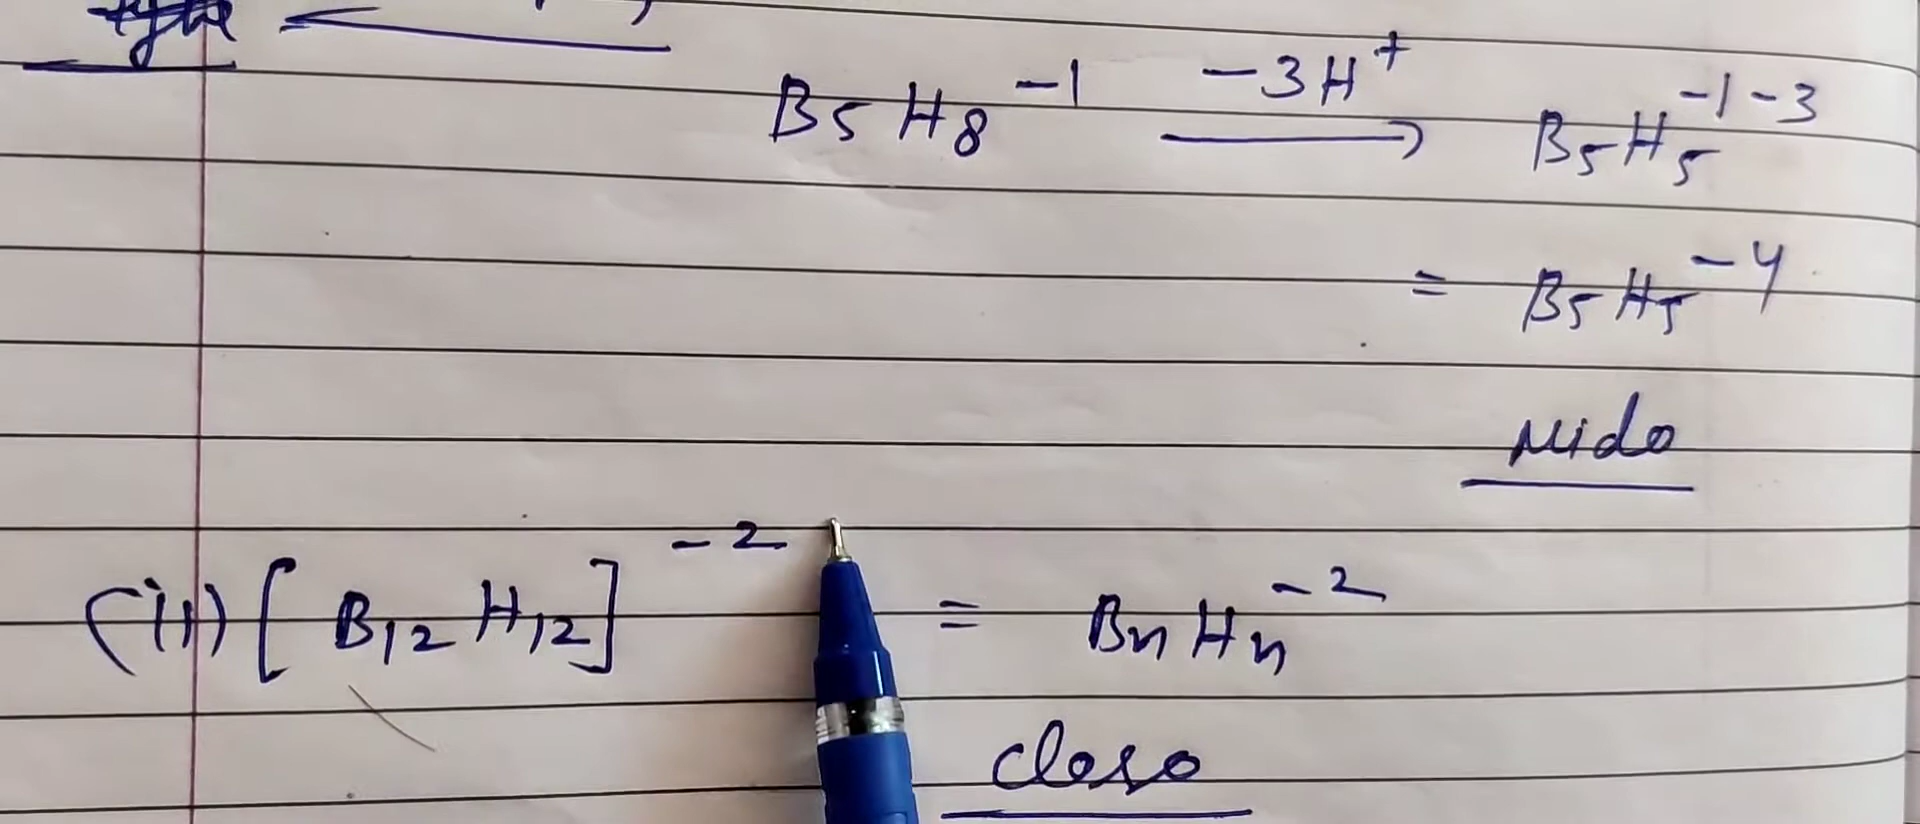 B5H8^-1 -3H^+ → B5H5^-1-3
= B5H5^-4
Nido
(ii) [B12H12]^-2 = BnHn^-2
closo